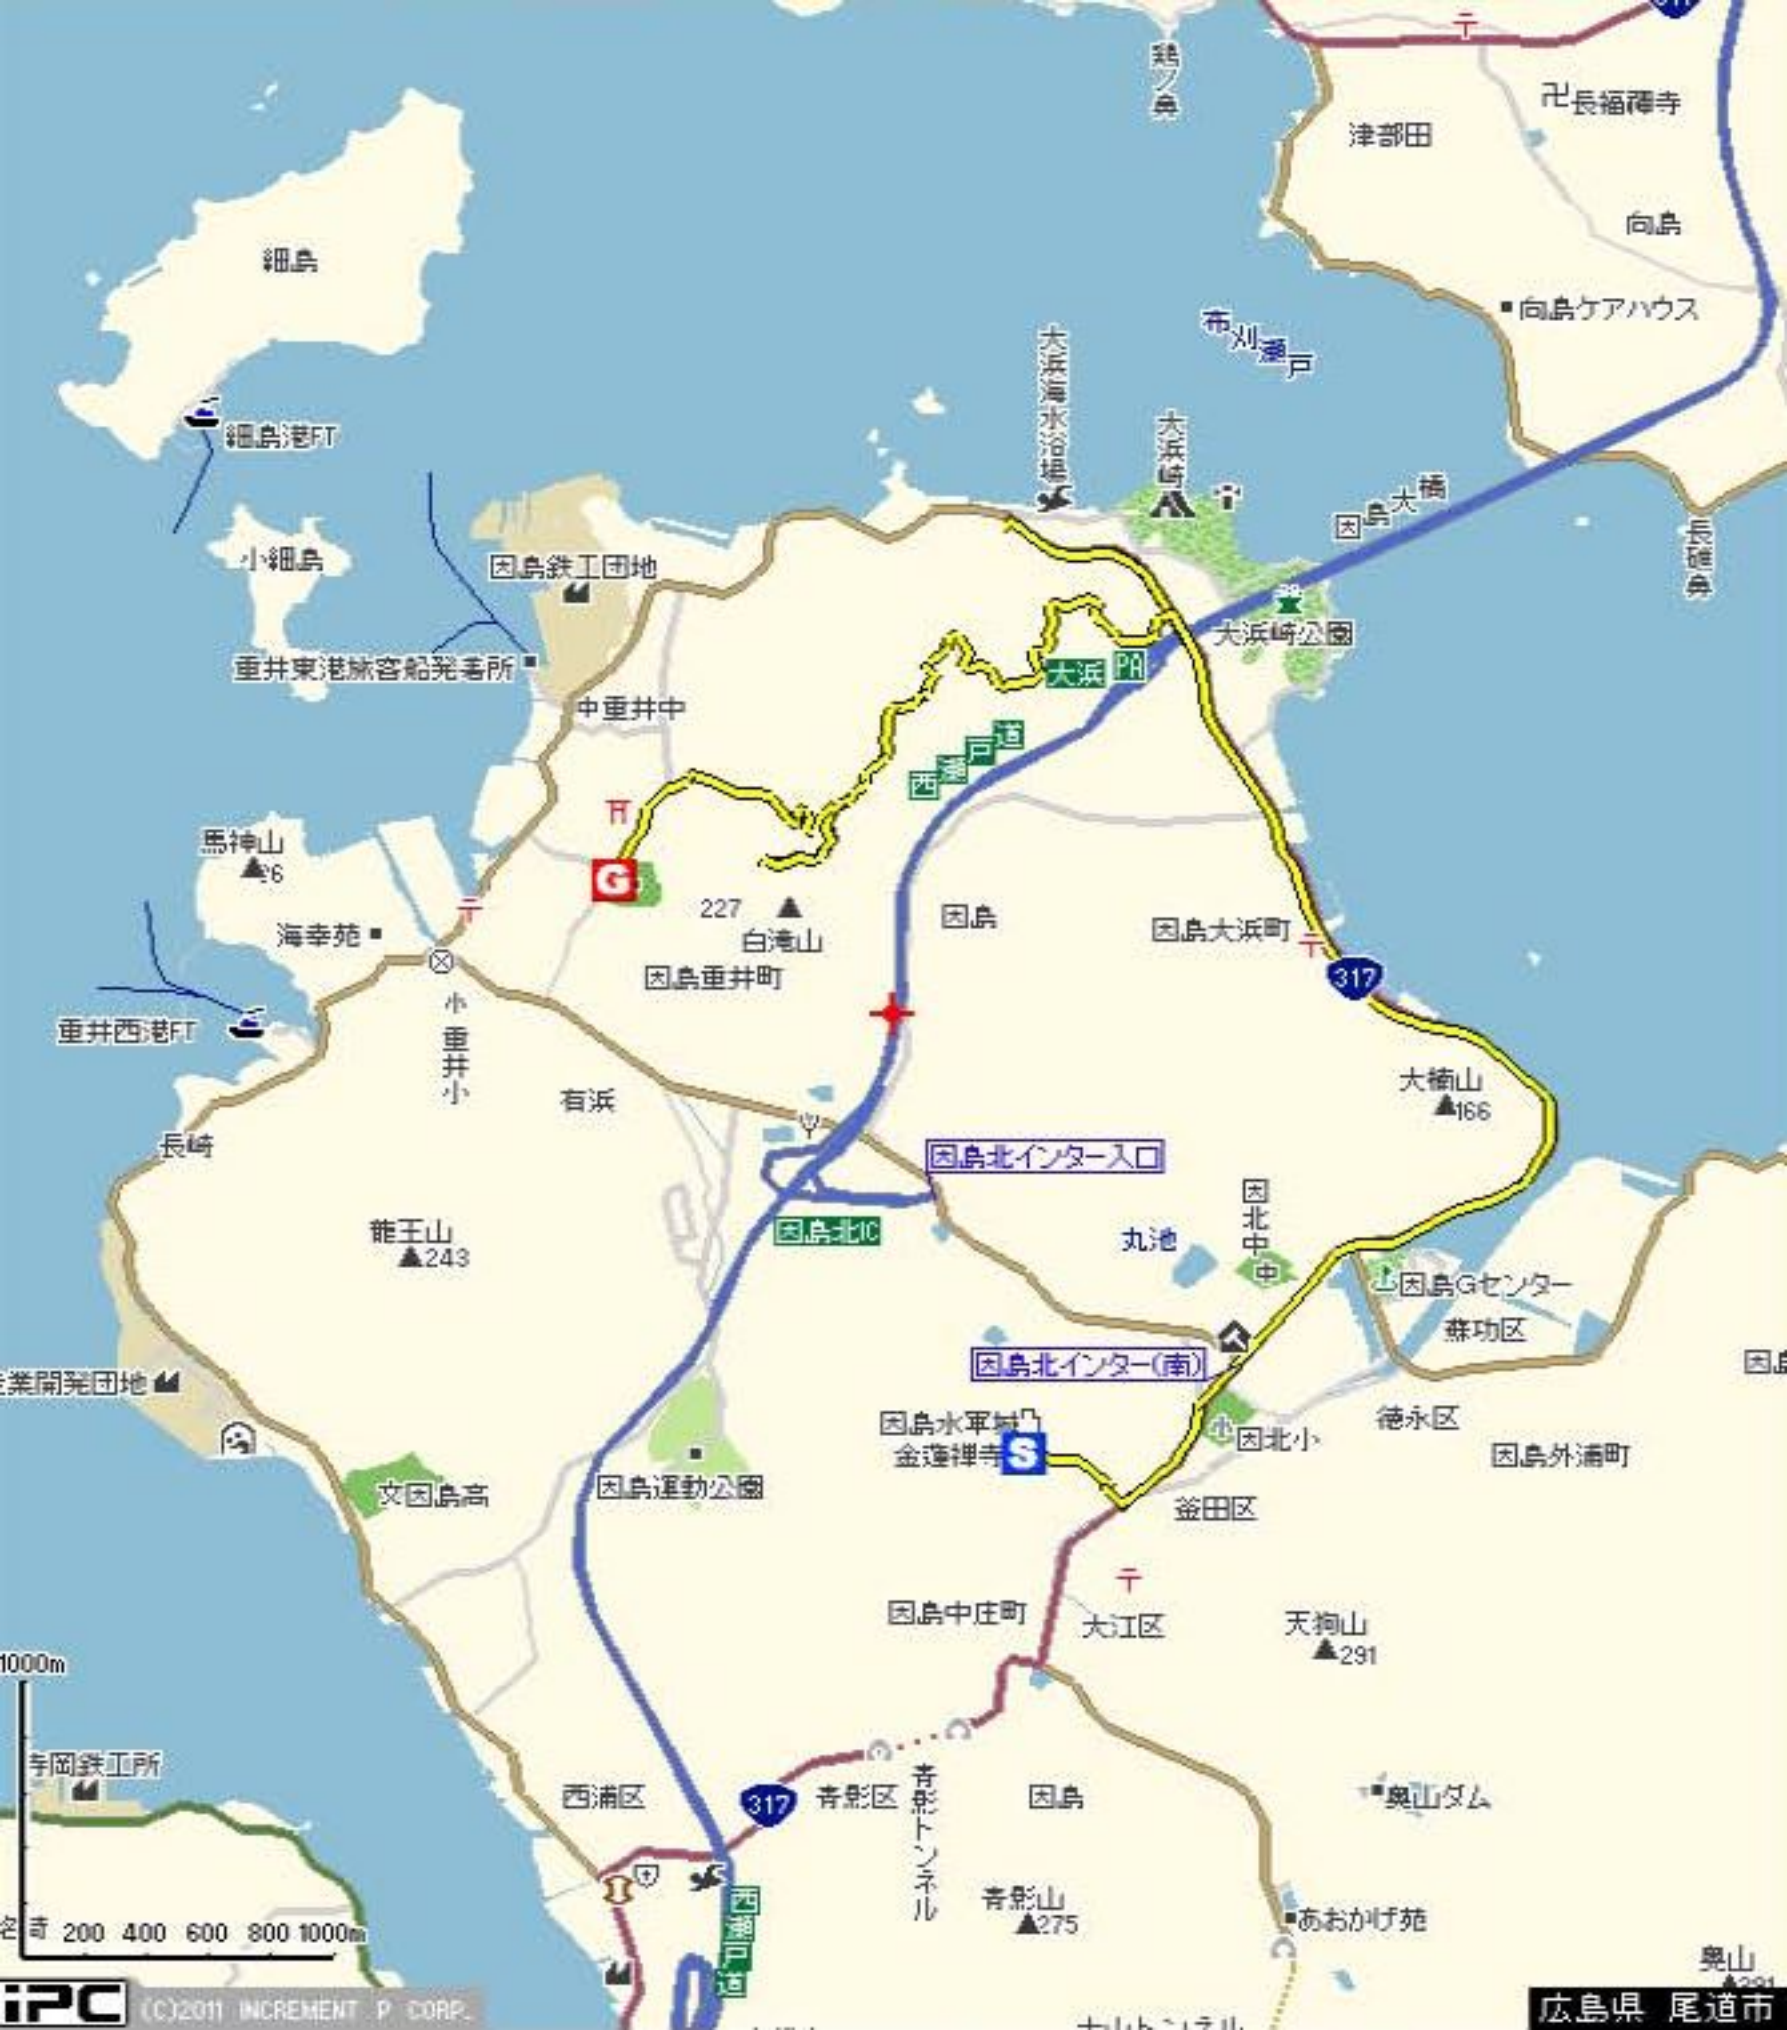 鶏ノ鼻
卍長福禪寺
津部田
向島
向島ケアハウス
細島
布刈瀬戸
大浜海水浴場
大浜崎
細島港FT
因島大橋
長礁鼻
小細島
因島鉄工団地
大浜崎公園
重井東港旅客船発着所
大浜 PA
中重井中
西瀬戸道
馬神山
26
G
227
白滝山
因島
因島大浜町
海幸苑
因島重井町
317
重井西港FT
小重井小
有浜
大楠山
166
長崎
因島北インター入口
因北中
中
龍王山
243
因島北IC
丸池
因島Gセンター
蘇功区
因島北インター(南)
業開発団地
因島水軍城
金蓮禅寺
S
小
因北小
徳永区
因島外浦町
文因島高
因島運動公園
釜田区
因島中庄町
大江区
天狗山
291
1000m
寺岡鉄工所
西浦区
317
青影区
青影トンネル
因島
奥山ダム
西瀬戸道
青影山
275
あおかげ苑
200 400 600 800 1000m
奥山
391
iPC
(C)2011 INCREMENT P CORP.
広島県 尾道市